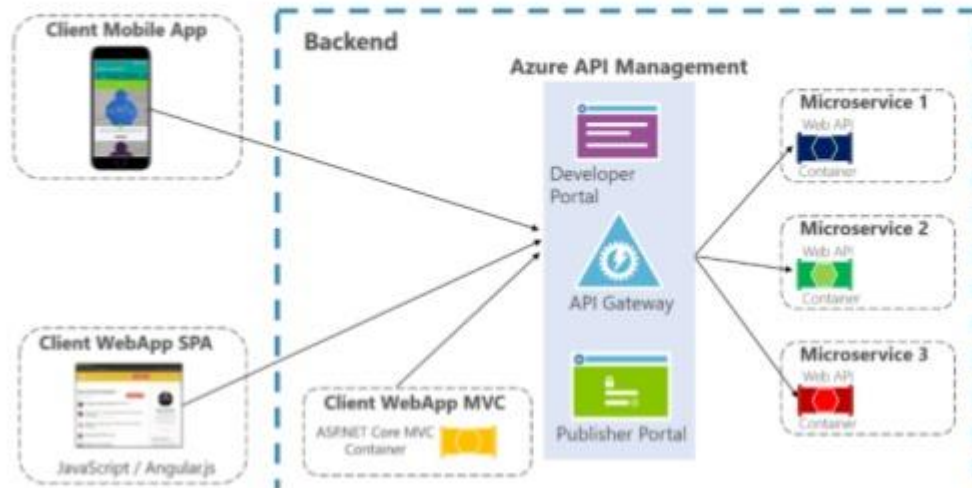 Client Mobile App
Backend
Azure API Management
Developer
Portal
API Gateway
Publisher Portal
Microservice 1
Web API
Container
Microservice 2
Web API
Container
Microservice 3
Web API
Container
Client WebApp SPA
JavaScript / Angular.js
Client WebApp MVC
ASP.NET Core MVC
Container